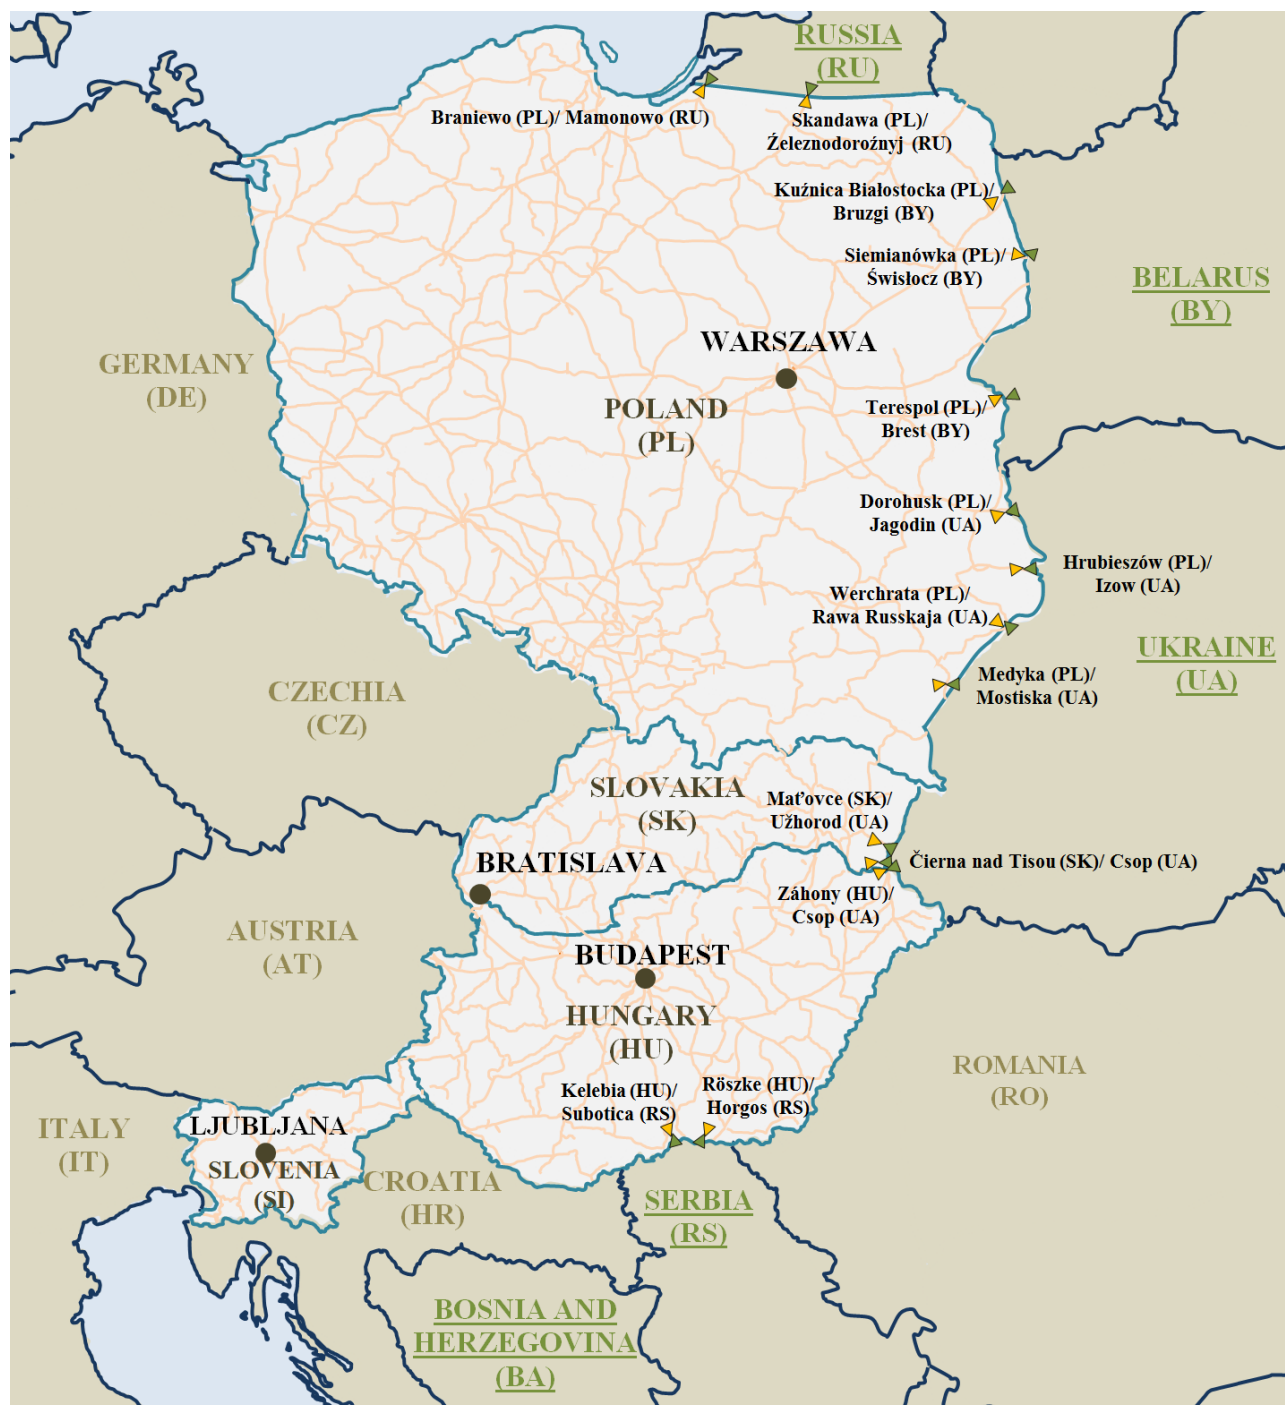 RUSSIA
(RU)
Braniewo (PL)/ Mamonowo (RU)
Skandawa (PL)/
Źeleznodoroźnyj (RU)
Kuźnica Białostocka (PL)/
Bruzgi (BY)
Siemianówka (PL)/
Świsłocz (BY)
BELARUS
(BY)
WARSZAWA
GERMANY
(DE)
POLAND
(PL)
Terespol (PL)/
Brest (BY)
Dorohusk (PL)/
Jagodin (UA)
Hrubieszów (PL)/
Izow (UA)
Werchrata (PL)/
Rawa Russkaja (UA)
UKRAINE
(UA)
Medyka (PL)/
Mostiska (UA)
CZECHIA
(CZ)
SLOVAKIA
(SK)
Maťovce (SK)/
Užhorod (UA)
BRATISLAVA
Čierna nad Tisou (SK)/ Csop (UA)
Záhony (HU)/
Csop (UA)
AUSTRIA
(AT)
BUDAPEST
HUNGARY
(HU)
ROMANIA
(RO)
Kelebia (HU)/
Subotica (RS)
Röszke (HU)/
Horgos (RS)
ITALY
(IT)
LJUBLJANA
SLOVENIA
(SI)
CROATIA
(HR)
SERBIA
(RS)
BOSNIA AND
HERZEGOVINA
(BA)